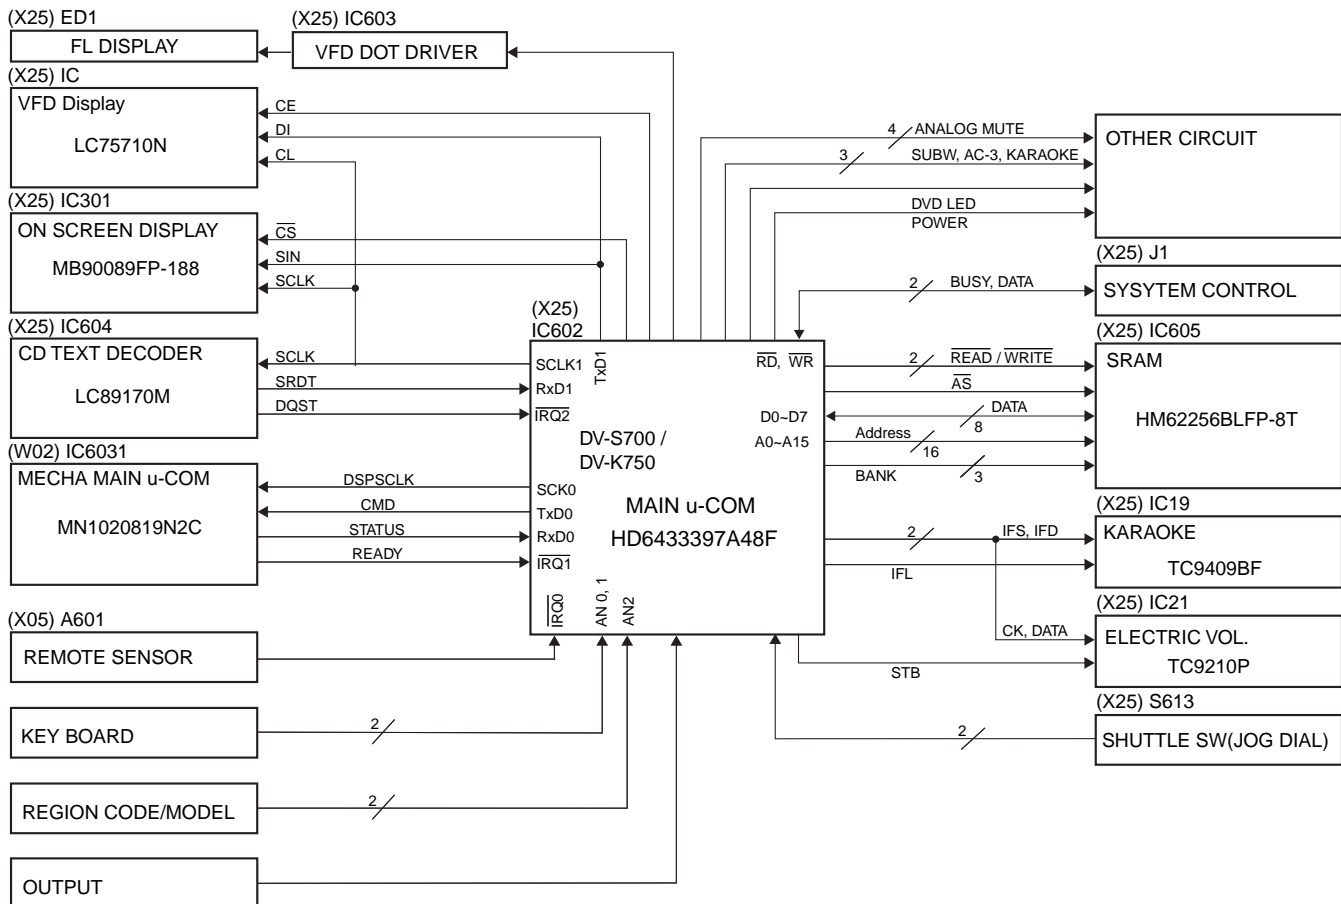 (X25) ED1
FL DISPLAY
(X25) IC603
VFD DOT DRIVER
(X25) IC
VFD Display
LC75710N
CE
DI
CL
(X25) IC301
ON SCREEN DISPLAY
MB90089FP-188
CS
SIN
SCLK
(X25) IC604
CD TEXT DECODER
LC89170M
SCLK
SRDT
DQST
(W02) IC6031
MECHA MAIN u-COM
MN1020819N2C
DSPSCLK
CMD
STATUS
READY
(X05) A601
REMOTE SENSOR
KEY BOARD
2
REGION CODE/MODEL
2
OUTPUT
(X25)
IC602
SCLK1
RxD1
IRQ2
TxD1
RD, WR
D0~D7
A0~A15
DV-S700 /
DV-K750
MAIN u-COM
HD6433397A48F
SCK0
TxD0
RxD0
IRQ1
IRQ0
AN 0, 1
AN2
4
ANALOG MUTE
3
SUBW, AC-3, KARAOKE
DVD LED
POWER
OTHER CIRCUIT
(X25) J1
2
BUSY, DATA
SYSYTEM CONTROL
(X25) IC605
2
READ / WRITE
AS
DATA
8
Address
16
BANK
3
SRAM
HM62256BLFP-8T
(X25) IC19
2
IFS, IFD
IFL
KARAOKE
TC9409BF
(X25) IC21
CK, DATA
STB
ELECTRIC VOL.
TC9210P
(X25) S613
2
SHUTTLE SW(JOG DIAL)